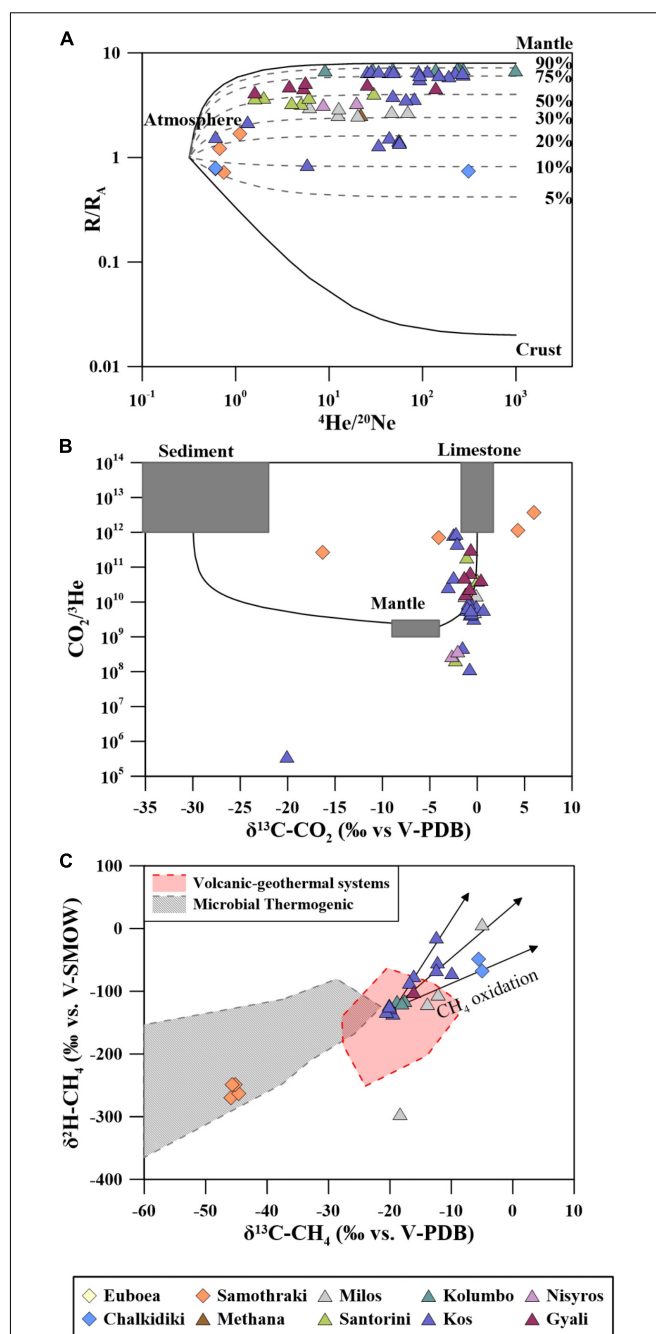 A
10
Mantle
90%
75%
50%
30%
20%
10%
5%
Atmosphere
1
R/R_A
0.1
0.01
Crust
10⁻¹ 10⁰ 10¹ 10² 10³
⁴He/²⁰Ne
B
Sediment Limestone
10¹⁴
10¹³
10¹²
10¹¹
10¹⁰
10⁹
10⁸
10⁷
10⁶
10⁵
CO₂/³He
Mantle
-35 -30 -25 -20 -15 -10 -5 0 5 10
δ¹³C-CO₂ (‰ vs V-PDB)
C
100
0
-100
-200
-300
-400
δ²H-CH₄ (‰ vs. V-SMOW)
Volcanic-geothermal systems
Microbial Thermogenic
CH₄ oxidation
-60 -50 -40 -30 -20 -10 0 10
δ¹³C-CH₄ (‰ vs. V-PDB)
Euboea Samothraki Milos Kolumbo Nisyros
Chalkidiki Methana Santorini Kos Gyali